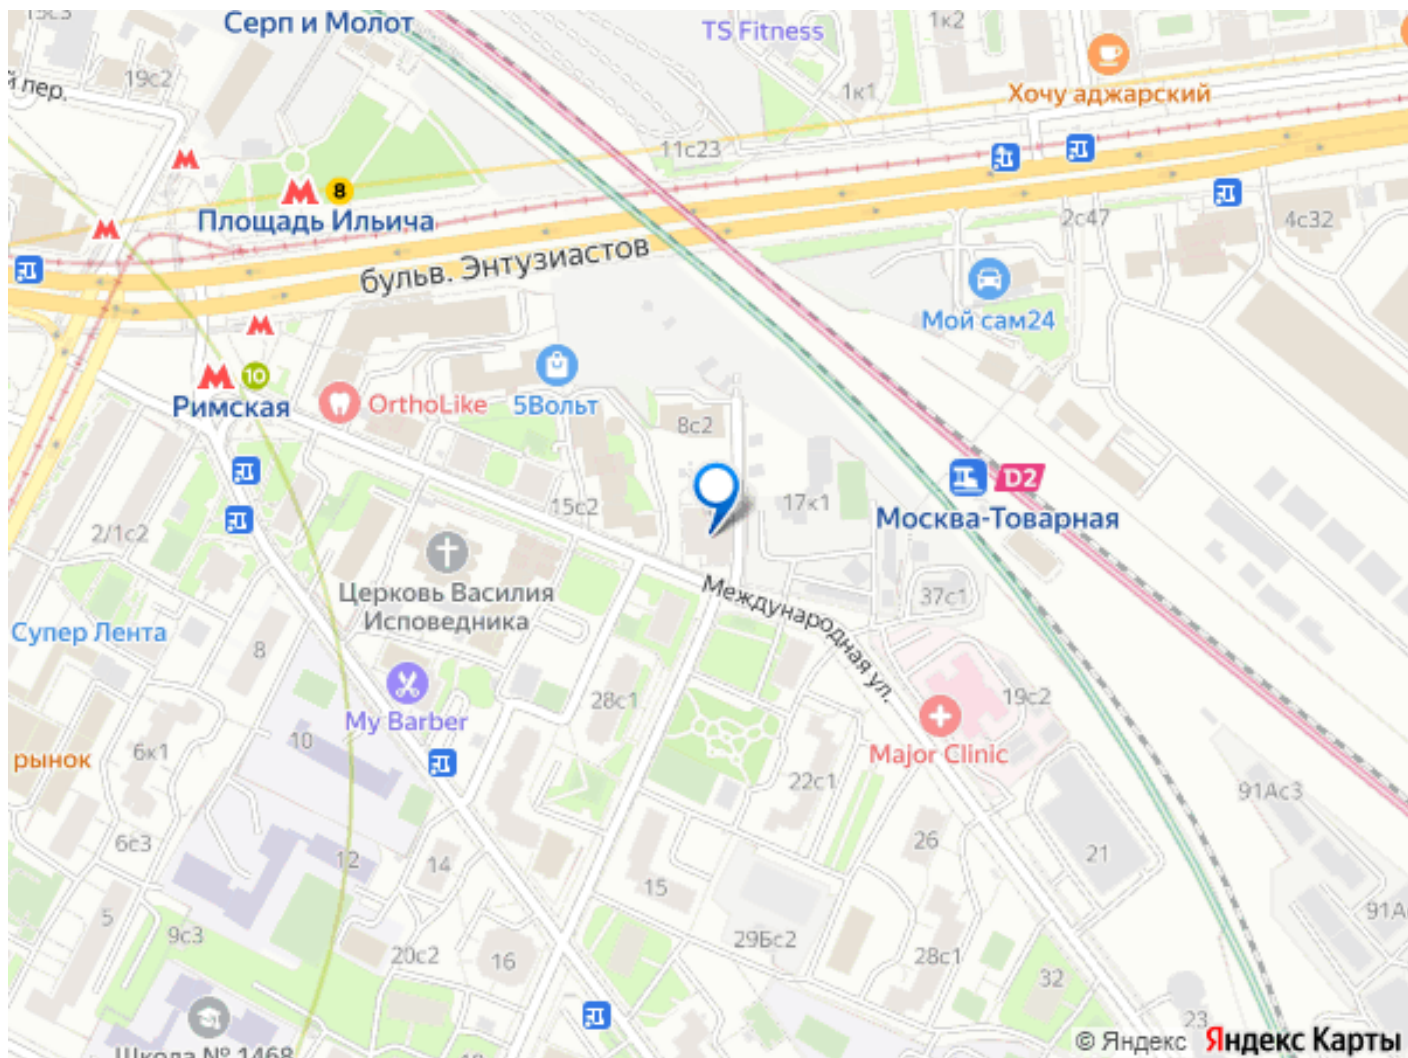 Серп и Молот
TS Fitness
1к2
19с2
й пер.
1к1
Хочу аджарский
11с23
8
Площадь Ильича
2с47
4с32
бульв. Энтузиастов
Мой сам24
10
Римская
OrthoLike
5Вольт
8с2
D2
15с2
17к1
Москва-Товарная
2/1с2
Церковь Василия
Исповедника
Международная ул.
37с1
Супер Лента
8
28с1
19с2
My Barber
10
6к1
рынок
Major Clinic
22с1
91Ас3
6е3
12
14
26
21
15
5
9с3
29Бс2
91А
20с2
16
28с1
32
23
Школа № 1468
© Яндекс Яндекс Карты